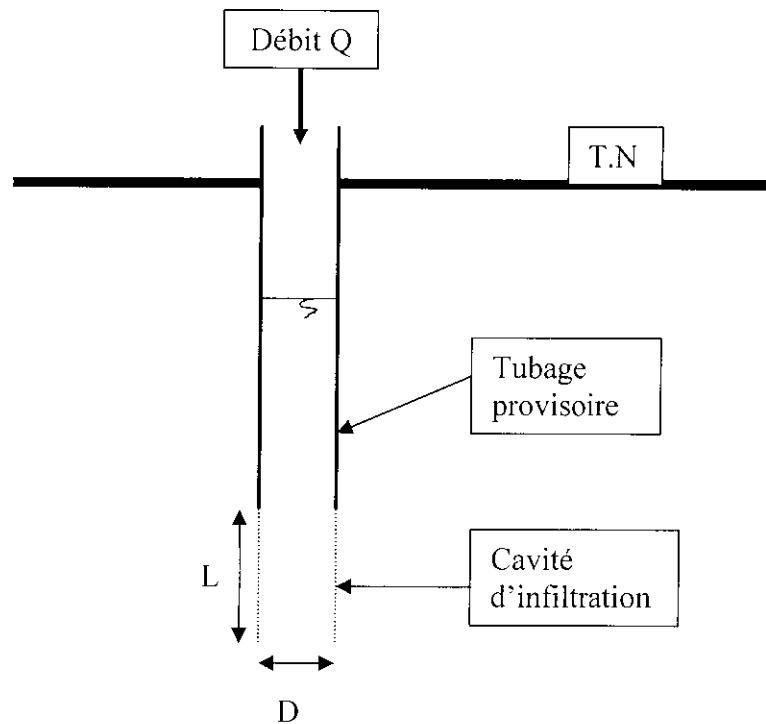 Débit Q
T.N
Tubage
provisoire
Cavité
d'infiltration
L
D